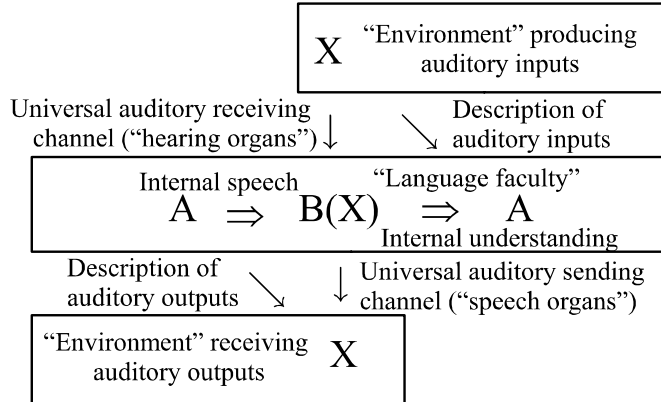 X “Environment” producing
auditory inputs
Universal auditory receiving
channel (“hearing organs”) ↓
↘ Description of
auditory inputs
Internal speech “Language faculty”
A ⇒ B(X) ⇒ A
Internal understanding
Description of
auditory outputs ↘
↓ Universal auditory sending
channel (“speech organs”)
“Environment” receiving
auditory outputs X